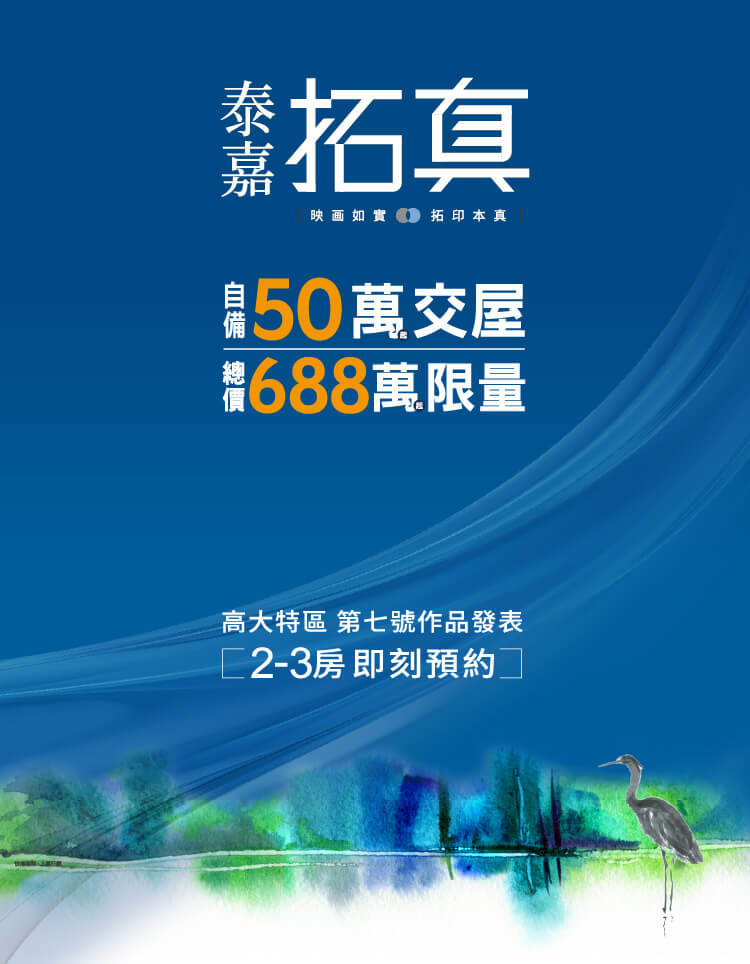 泰嘉 拓真
映画如實 拓印本真
自備50萬起交屋
總價688萬起限量
高大特區 第七號作品發表
2-3房 即刻預約